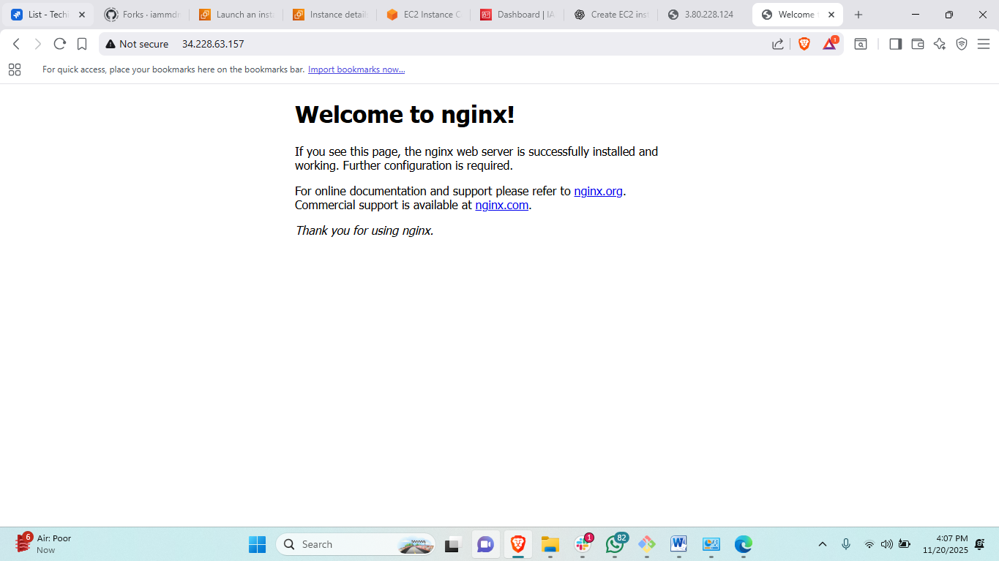 List - Techi
Forks · iammdn
Launch an insta
Instance details
EC2 Instance C
Dashboard | IA
Create EC2 inst
3.80.228.124
Welcome t
Not secure
34.228.63.157
1
For quick access, place your bookmarks here on the bookmarks bar. Import bookmarks now...
Welcome to nginx!
If you see this page, the nginx web server is successfully installed and
working. Further configuration is required.
For online documentation and support please refer to nginx.org.
Commercial support is available at nginx.com.
Thank you for using nginx.
6
Air: Poor
Now
Search
1
82
4:07 PM
11/20/2025